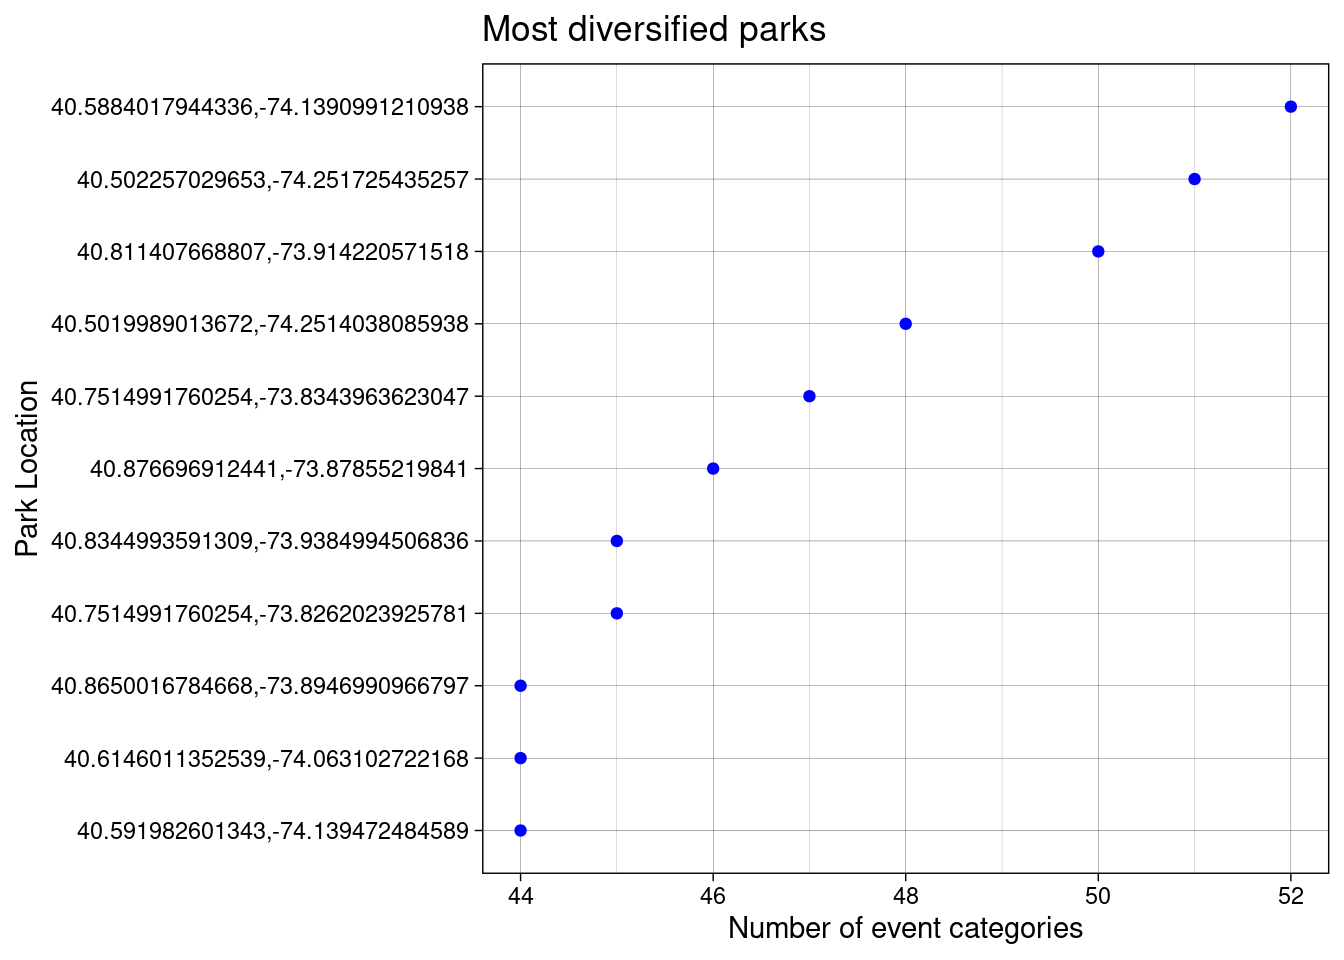 Most diversified parks
Park Location
40.5884017944336,-74.1390991210938
40.502257029653,-74.251725435257
40.811407668807,-73.914220571518
40.5019989013672,-74.2514038085938
40.7514991760254,-73.8343963623047
40.876696912441,-73.87855219841
40.8344993591309,-73.9384994506836
40.7514991760254,-73.8262023925781
40.8650016784668,-73.8946990966797
40.6146011352539,-74.063102722168
40.591982601343,-74.139472484589
44 46 48 50 52
Number of event categories